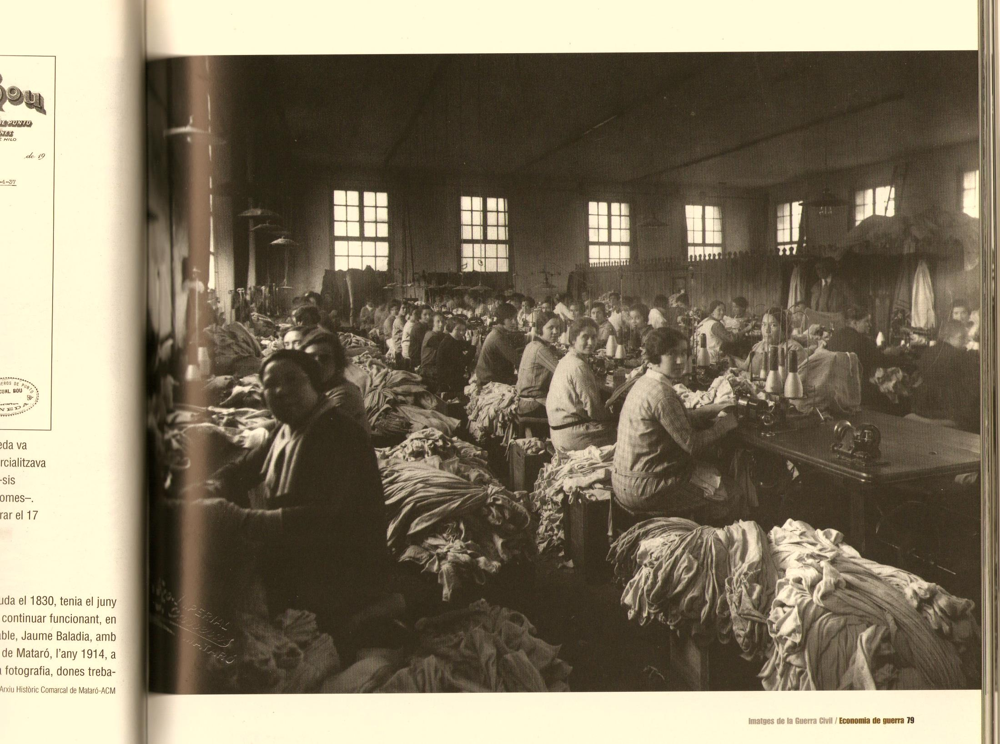 Bou
DE PUNTO
NES
E HILO
de 19
-4-37
EROS DE PUNTO
CUAL BOU
NEDA
eda va
rcialitzava
-sis
omes–.
rar el 17
uda el 1830, tenia el juny
continuar funcionant, en
able, Jaume Baladia, amb
de Mataró, l'any 1914, a
a fotografia, dones treba-
Arxiu Històric Comarcal de Mataró-ACM
IMPERIAL
MATARÓ
Imatges de la Guerra Civil / Economia de guerra 79